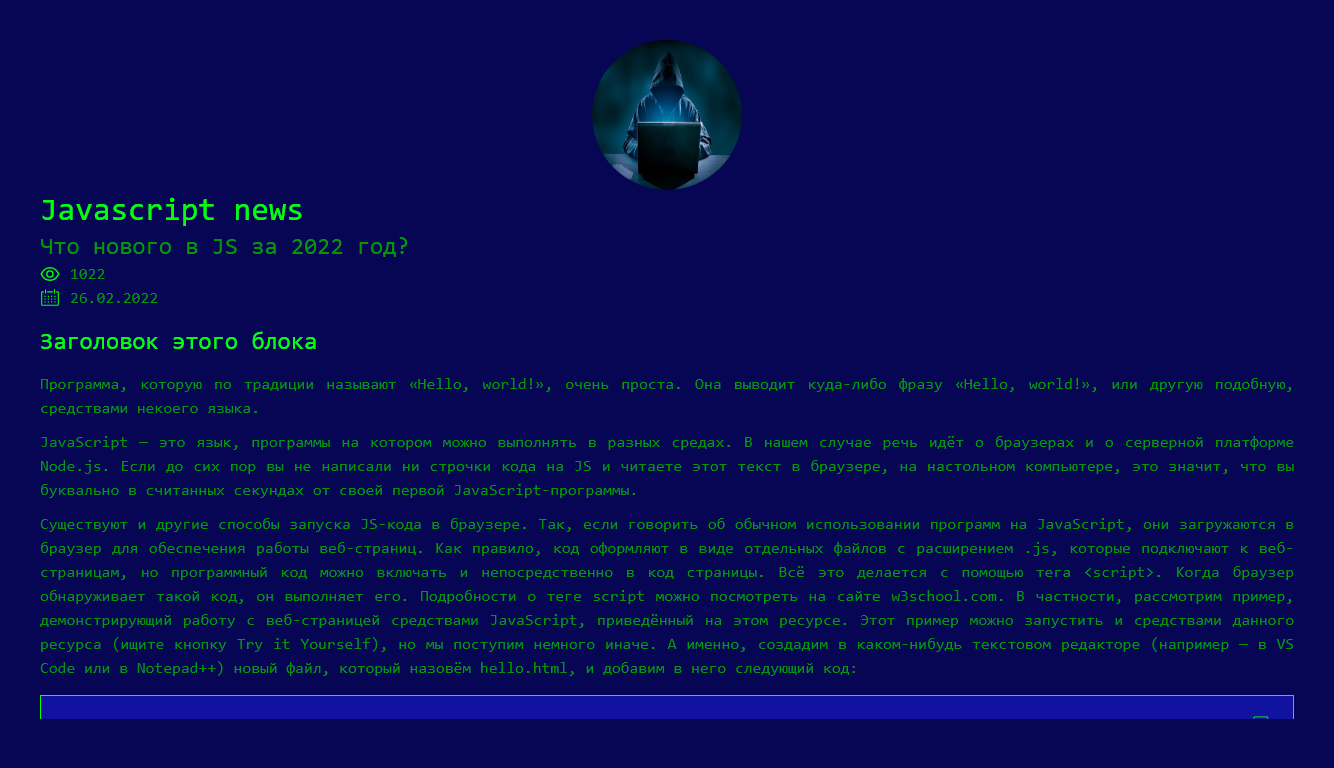 Javascript news
Что нового в JS за 2022 год?
1022
26.02.2022
Заголовок этого блока
Программа, которую по традиции называют «Hello, world!», очень проста. Она выводит куда-либо фразу «Hello, world!», или другую подобную,
средствами некоего языка.
JavaScript — это язык, программы на котором можно выполнять в разных средах. В нашем случае речь идёт о браузерах и о серверной платформе
Node.js. Если до сих пор вы не написали ни строчки кода на JS и читаете этот текст в браузере, на настольном компьютере, это значит, что вы
буквально в считанных секундах от своей первой JavaScript-программы.
Существуют и другие способы запуска JS-кода в браузере. Так, если говорить об обычном использовании программ на JavaScript, они загружаются в
браузер для обеспечения работы веб-страниц. Как правило, код оформляют в виде отдельных файлов с расширением .js, которые подключают к веб-
страницам, но программный код можно включать и непосредственно в код страницы. Всё это делается с помощью тега <script>. Когда браузер
обнаруживает такой код, он выполняет его. Подробности о теге script можно посмотреть на сайте w3school.com. В частности, рассмотрим пример,
демонстрирующий работу с веб-страницей средствами JavaScript, приведённый на этом ресурсе. Этот пример можно запустить и средствами данного
ресурса (ищите кнопку Try it Yourself), но мы поступим немного иначе. А именно, создадим в каком-нибудь текстовом редакторе (например — в VS
Code или в Notepad++) новый файл, который назовём hello.html, и добавим в него следующий код: